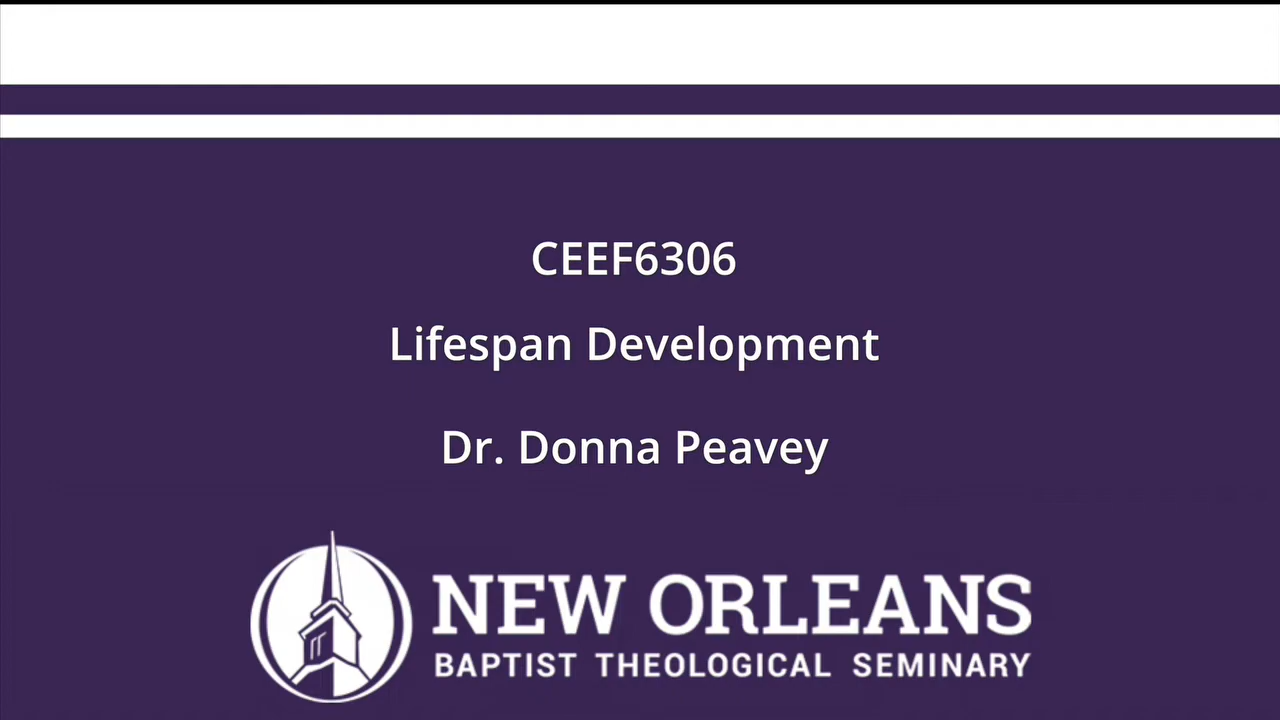 CEEF6306
Lifespan Development
Dr. Donna Peavey
NEW ORLEANS
BAPTIST THEOLOGICAL SEMINARY